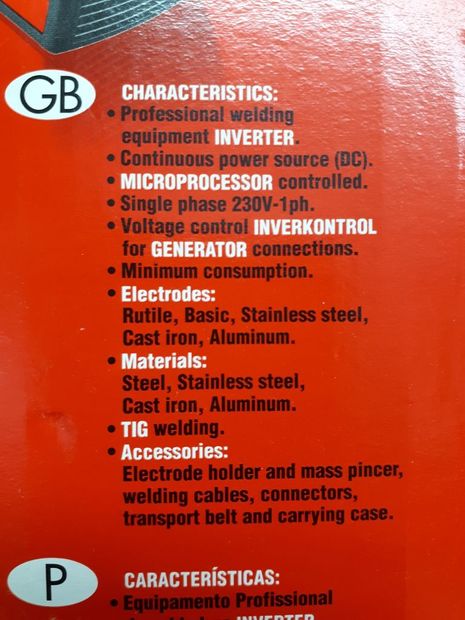 GB
CHARACTERISTICS:
• Professional welding
equipment INVERTER.
• Continuous power source (DC).
• MICROPROCESSOR controlled.
• Single phase 230V-1ph.
• Voltage control INVERKONTROL
for GENERATOR connections.
• Minimum consumption.
• Electrodes:
Rutile, Basic, Stainless steel,
Cast iron, Aluminum.
• Materials:
Steel, Stainless steel,
Cast iron, Aluminum.
• TIG welding.
• Accessories:
Electrode holder and mass pincer,
welding cables, connectors,
transport belt and carrying case.
P
CARACTERÍSTICAS:
• Equipamento Profissional
INVERTER